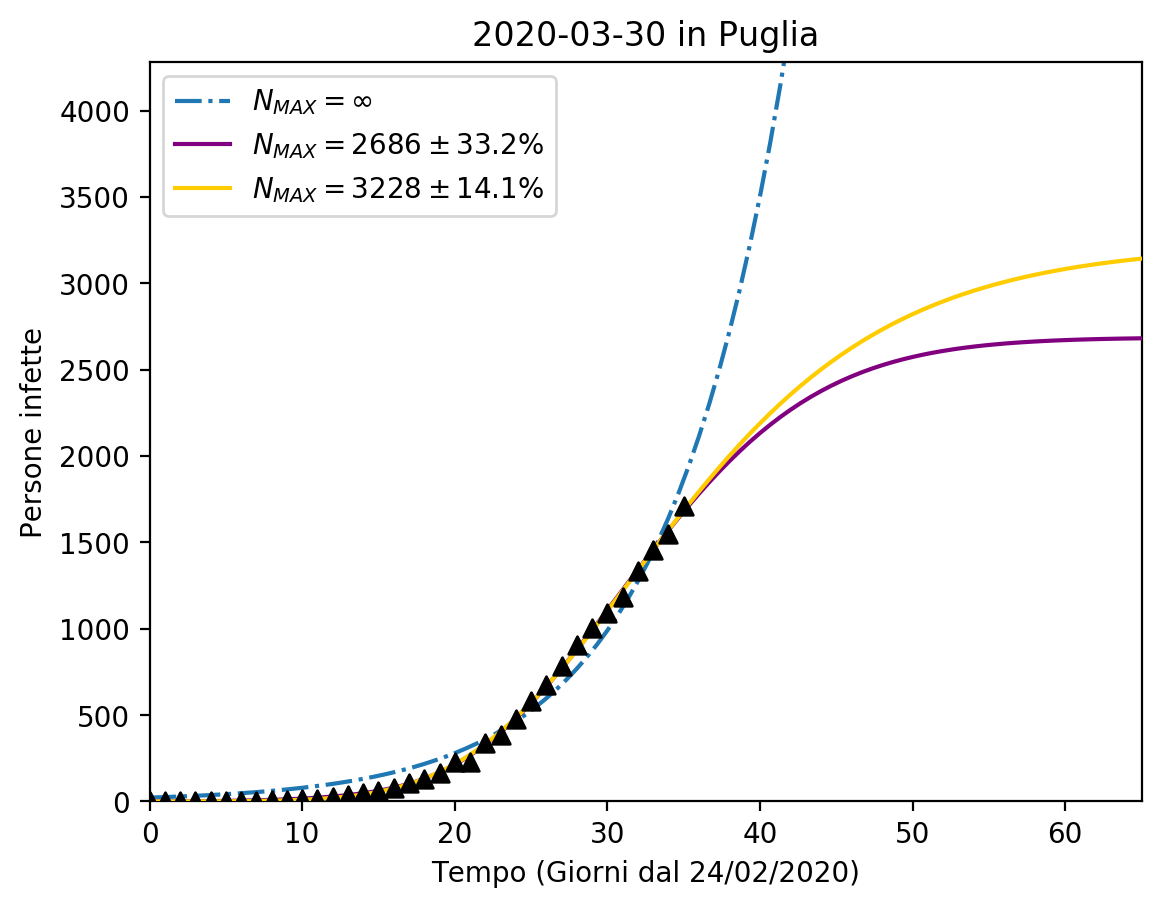 2020-03-30 in Puglia
N_MAX = ∞
N_MAX = 2686 ± 33.2%
N_MAX = 3228 ± 14.1%
4000
3500
3000
2500
2000
1500
1000
500
0
Persone infette
0 10 20 30 40 50 60
Tempo (Giorni dal 24/02/2020)